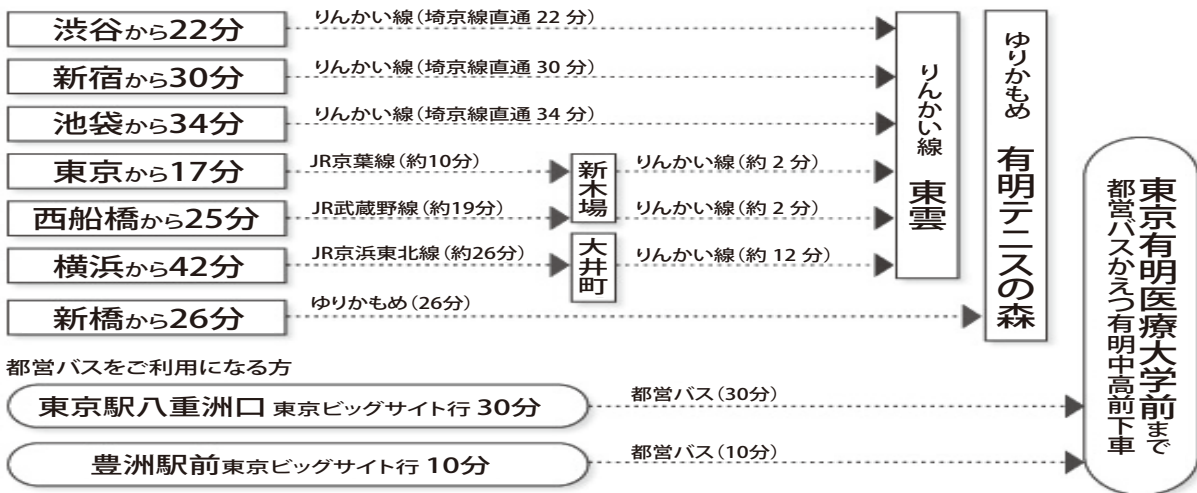 渋谷から22分
りんかい線(埼京線直通 22 分)
新宿から30分
りんかい線(埼京線直通 30 分)
池袋から34分
りんかい線(埼京線直通 34 分)
東京から17分
JR京葉線(約10分)
りんかい線(約 2 分)
西船橋から25分
JR武蔵野線(約19分)
りんかい線(約 2 分)
新木場
横浜から42分
JR京浜東北線(約26分)
大井町
りんかい線(約 12 分)
新橋から26分
ゆりかもめ(26分)
りんかい線 東雲
ゆりかもめ 有明テニスの森
都営バスをご利用になる方
東京駅八重洲口 東京ビッグサイト行 30分
都営バス(30分)
豊洲駅前東京ビッグサイト行 10分
都営バス(10分)
東京有明医療大学前まで
都営バスかえつ有明中高前下車